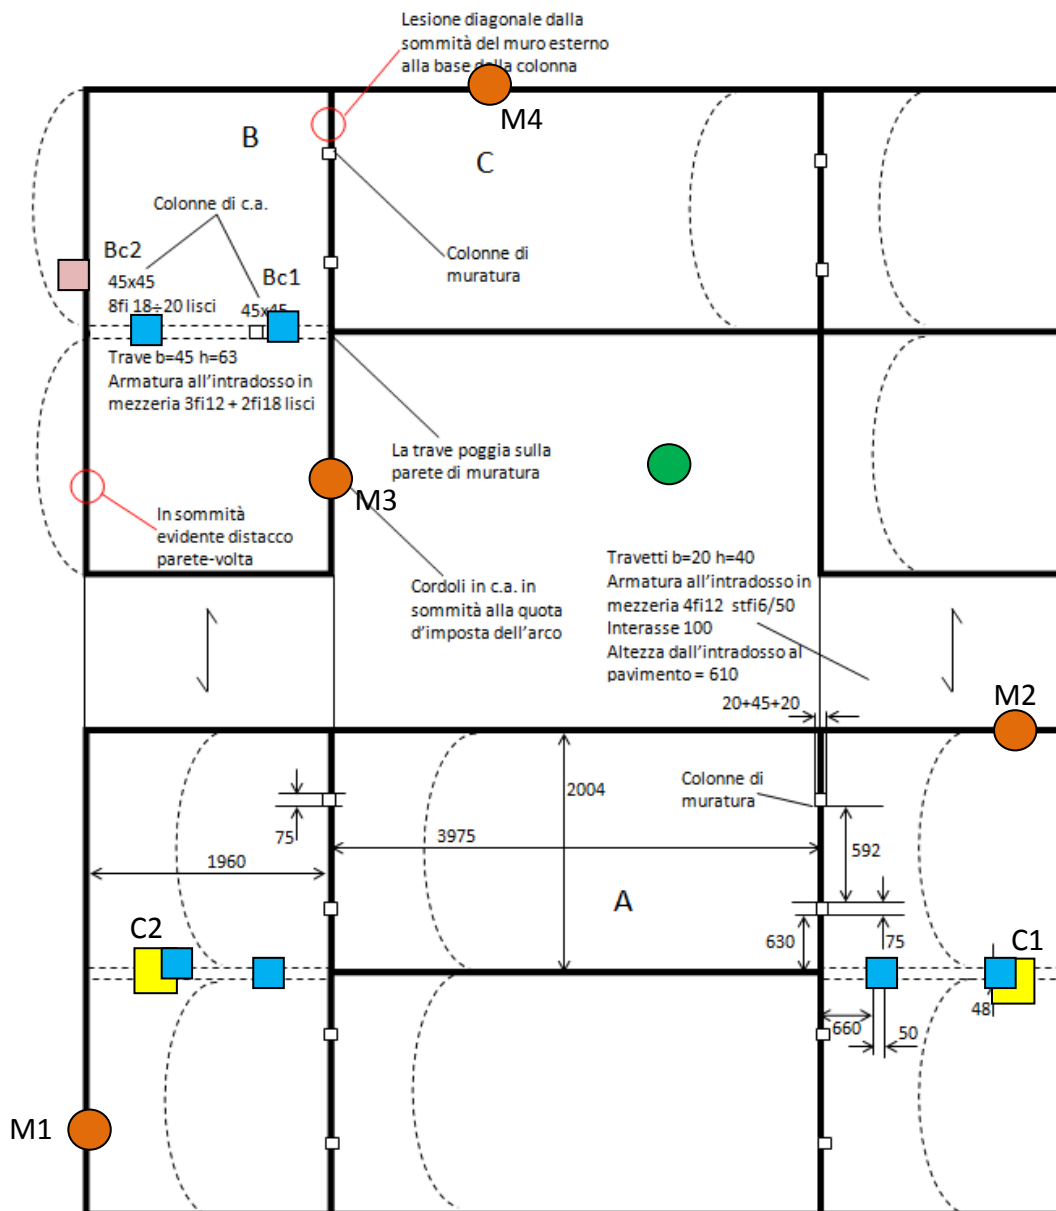 Lesione diagonale dalla
sommità del muro esterno
alla base della colonna
M4
B
C
Colonne di c.a.
Bc2
45x45
8fi 18÷20 lisci
Bc1
45x45
Colonne di
muratura
Trave b=45 h=63
Armatura all'intradosso in
mezzeria 3fi12 + 2fi18 lisci
La trave poggia sulla
parete di muratura
M3
In sommità
evidente distacco
parete-volta
Cordoli in c.a. in
sommità alla quota
d'imposta dell'arco
Travetti b=20 h=40
Armatura all'intradosso in
mezzeria 4fi12 stfi6/50
Interasse 100
Altezza dall'intradosso al
pavimento = 610
20+45+20
M2
Colonne di
muratura
2004
75
3975
592
1960
A
C2
630
75
C1
48
660
50
M1